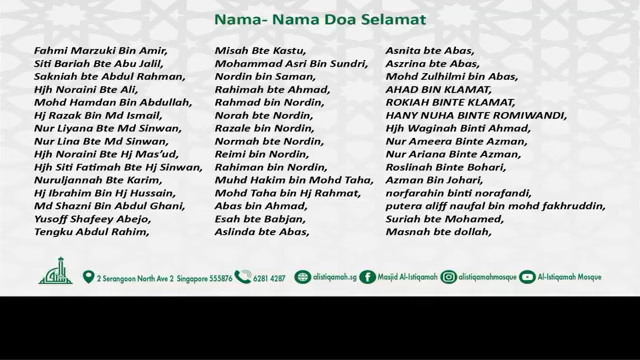 Nama- Nama Doa Selamat
Fahmi Marzuki Bin Amir,
Siti Bariah Bte Abu Jalil,
Sakniah bte Abdul Rahman,
Hjh Noraini Bte Ali,
Mohd Hamdan Bin Abdullah,
Hj Razak Bin Md Ismail,
Nur Liyana Bte Md Sinwan,
Nur Lina Bte Md Sinwan,
Hjh Noraini Bte Hj Mas'ud,
Hjh Siti Fatimah Bte Hj Sinwan,
Nuruljannah Bte Karim,
Hj Ibrahim Bin Hj Hussain,
Md Shazni Bin Abdul Ghani,
Yusoff Shafeey Abejo,
Tengku Abdul Rahim,
Misah Bte Kastu,
Mohammad Asri Bin Sundri,
Nordin bin Saman,
Rahimah bte Ahmad,
Rahmad bin Nordin,
Norah bte Nordin,
Razale bin Nordin,
Normah bte Nordin,
Reimi bin Nordin,
Rahiman bin Nordin,
Muhd Hakim bin Mohd Taha,
Mohd Taha bin Hj Rahmat,
Abas bin Ahmad,
Esah bte Babjan,
Aslinda bte Abas,
Asnita bte Abas,
Aszrina bte Abas,
Mohd Zulhilmi bin Abas,
AHAD BIN KLAMAT,
ROKIAH BINTE KLAMAT,
HANY NUHA BINTE ROMIWANDI,
Hjh Waginah Binti Ahmad,
Nur Ameera Binte Azman,
Nur Ariana Binte Azman,
Roslinah Binte Bohari,
Azman Bin Johari,
norfarahin binti norafandi,
putera aliff naufal bin mohd fakhruddin,
Suriah bte Mohamed,
Masnah bte dollah,
2 Serangoon North Ave 2 Singapore 555876
6281 4287
alistiqamah.sg
Masjid Al-Istiqamah
alistiqamahmosque
Al-Istiqamah Mosque